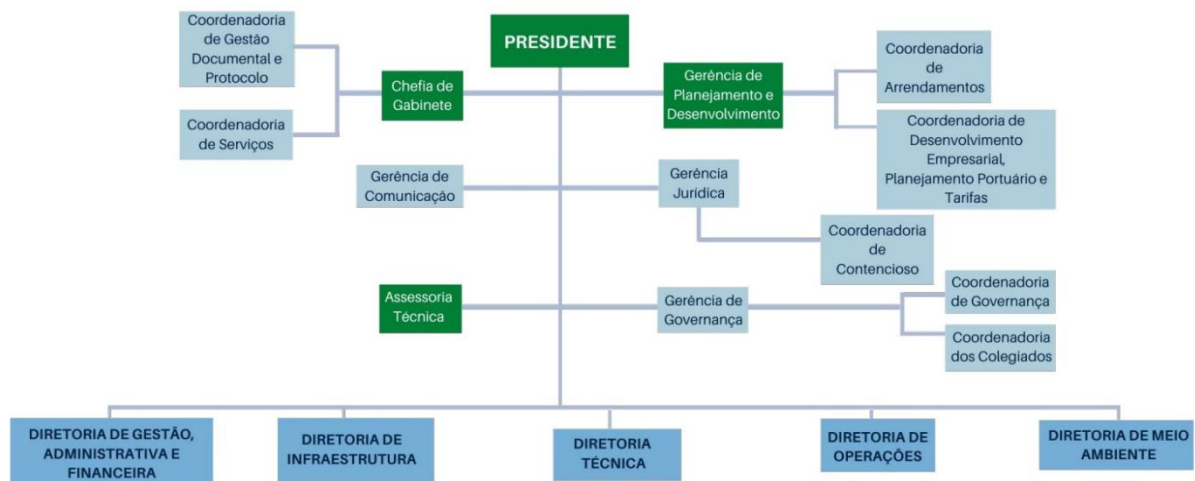 Coordenadoria
de Gestão
Documental e
Protocolo
PRESIDENTE
Coordenadoria
de
Arrendamentos
Chefia de
Gabinete
Gerência de
Planejamento e
Desenvolvimento
Coordenadoria
de Serviços
Coordenadoria de
Desenvolvimento
Empresarial,
Planejamento Portuário e
Tarifas
Gerência de
Comunicação
Gerência
Jurídica
Coordenadoria
de
Contencioso
Assessoria
Técnica
Gerência de
Governança
Coordenadoria
de Governança
Coordenadoria
dos Colegiados
DIRETORIA DE GESTÃO,
ADMINISTRATIVA E
FINANCEIRA
DIRETORIA DE
INFRAESTRUTURA
DIRETORIA
TÉCNICA
DIRETORIA DE
OPERAÇÕES
DIRETORIA DE MEIO
AMBIENTE